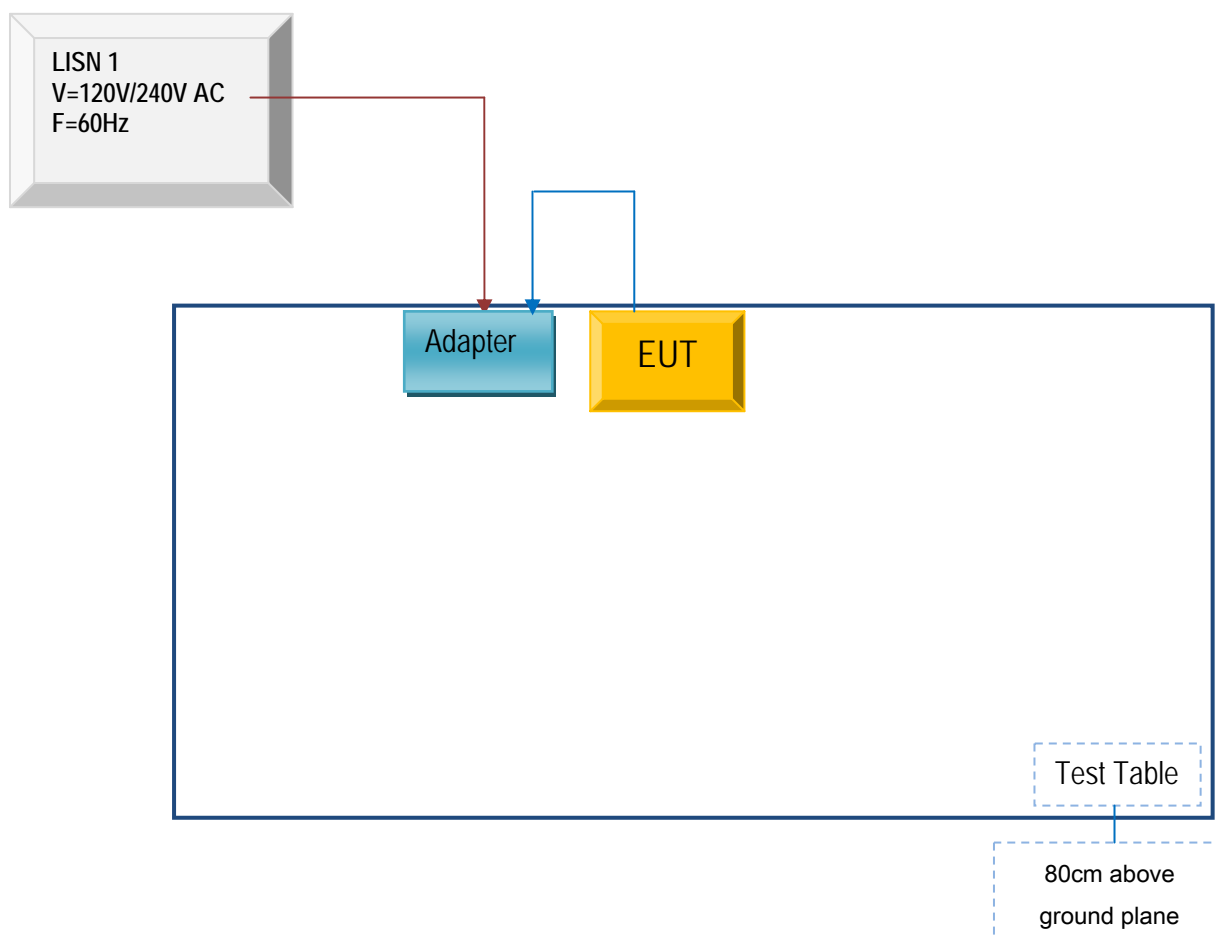 LISN 1
V=120V/240V AC
F=60Hz
Adapter
EUT
Test Table
80cm above
ground plane